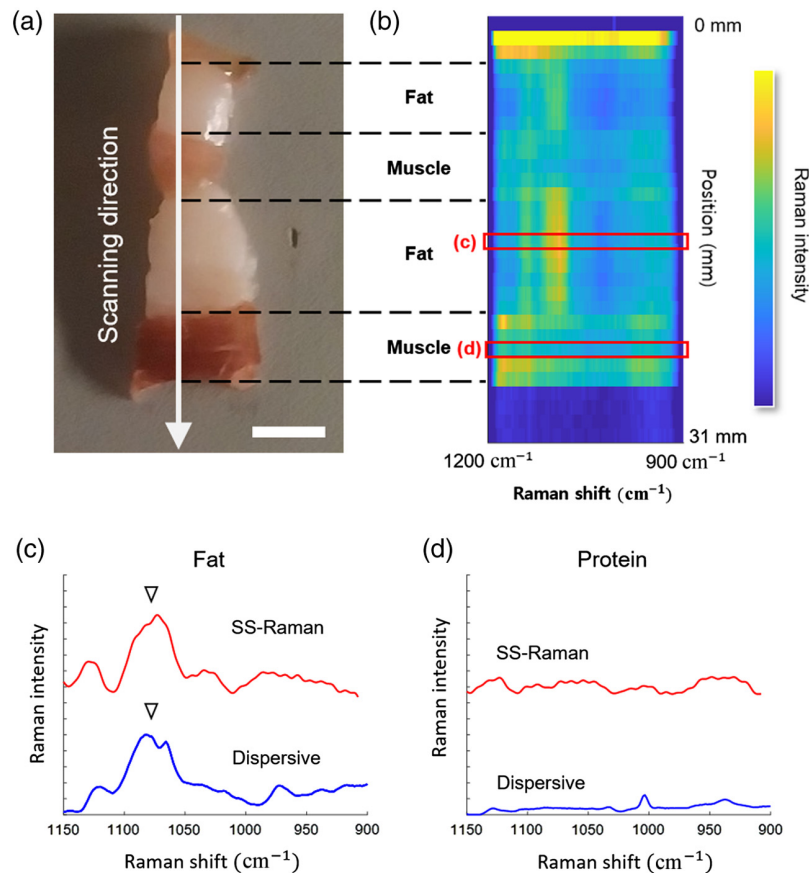 (a)
Scanning direction
(b)
Fat
Muscle
Fat
Muscle
(c)
(d)
0 mm
Position (mm)
31 mm
1200 cm⁻¹
900 cm⁻¹
Raman shift (cm⁻¹)
Raman intensity
(c)
Fat
SS-Raman
Dispersive
Raman intensity
1150 1100 1050 1000 950 900
Raman shift (cm⁻¹)
(d)
Protein
SS-Raman
Dispersive
Raman intensity
1150 1100 1050 1000 950 900
Raman shift (cm⁻¹)